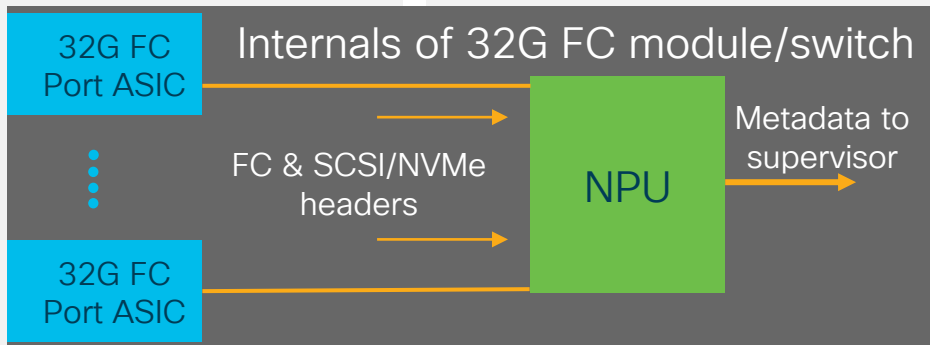 32G FC
Port ASIC
Internals of 32G FC module/switch
FC & SCSI/NVMe
headers
NPU
Metadata to
supervisor
32G FC
Port ASIC